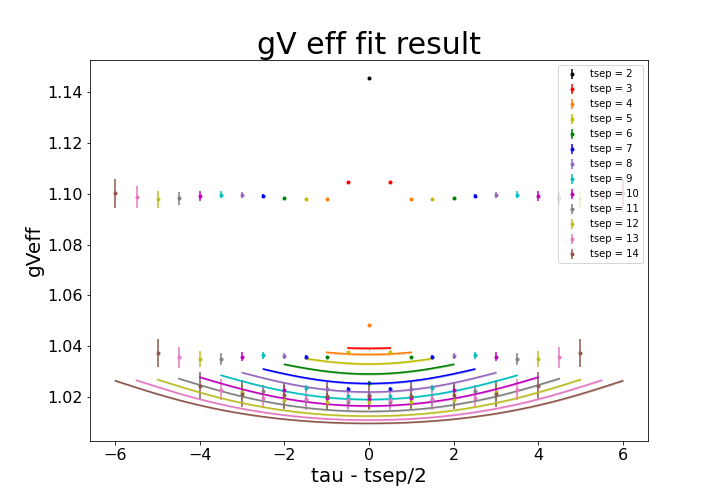 gV eff fit result
gVeff
1.14
1.12
1.10
1.08
1.06
1.04
1.02
−6
−4
−2
0
2
4
6
tau - tsep/2
tsep = 2
tsep = 3
tsep = 4
tsep = 5
tsep = 6
tsep = 7
tsep = 8
tsep = 9
tsep = 10
tsep = 11
tsep = 12
tsep = 13
tsep = 14